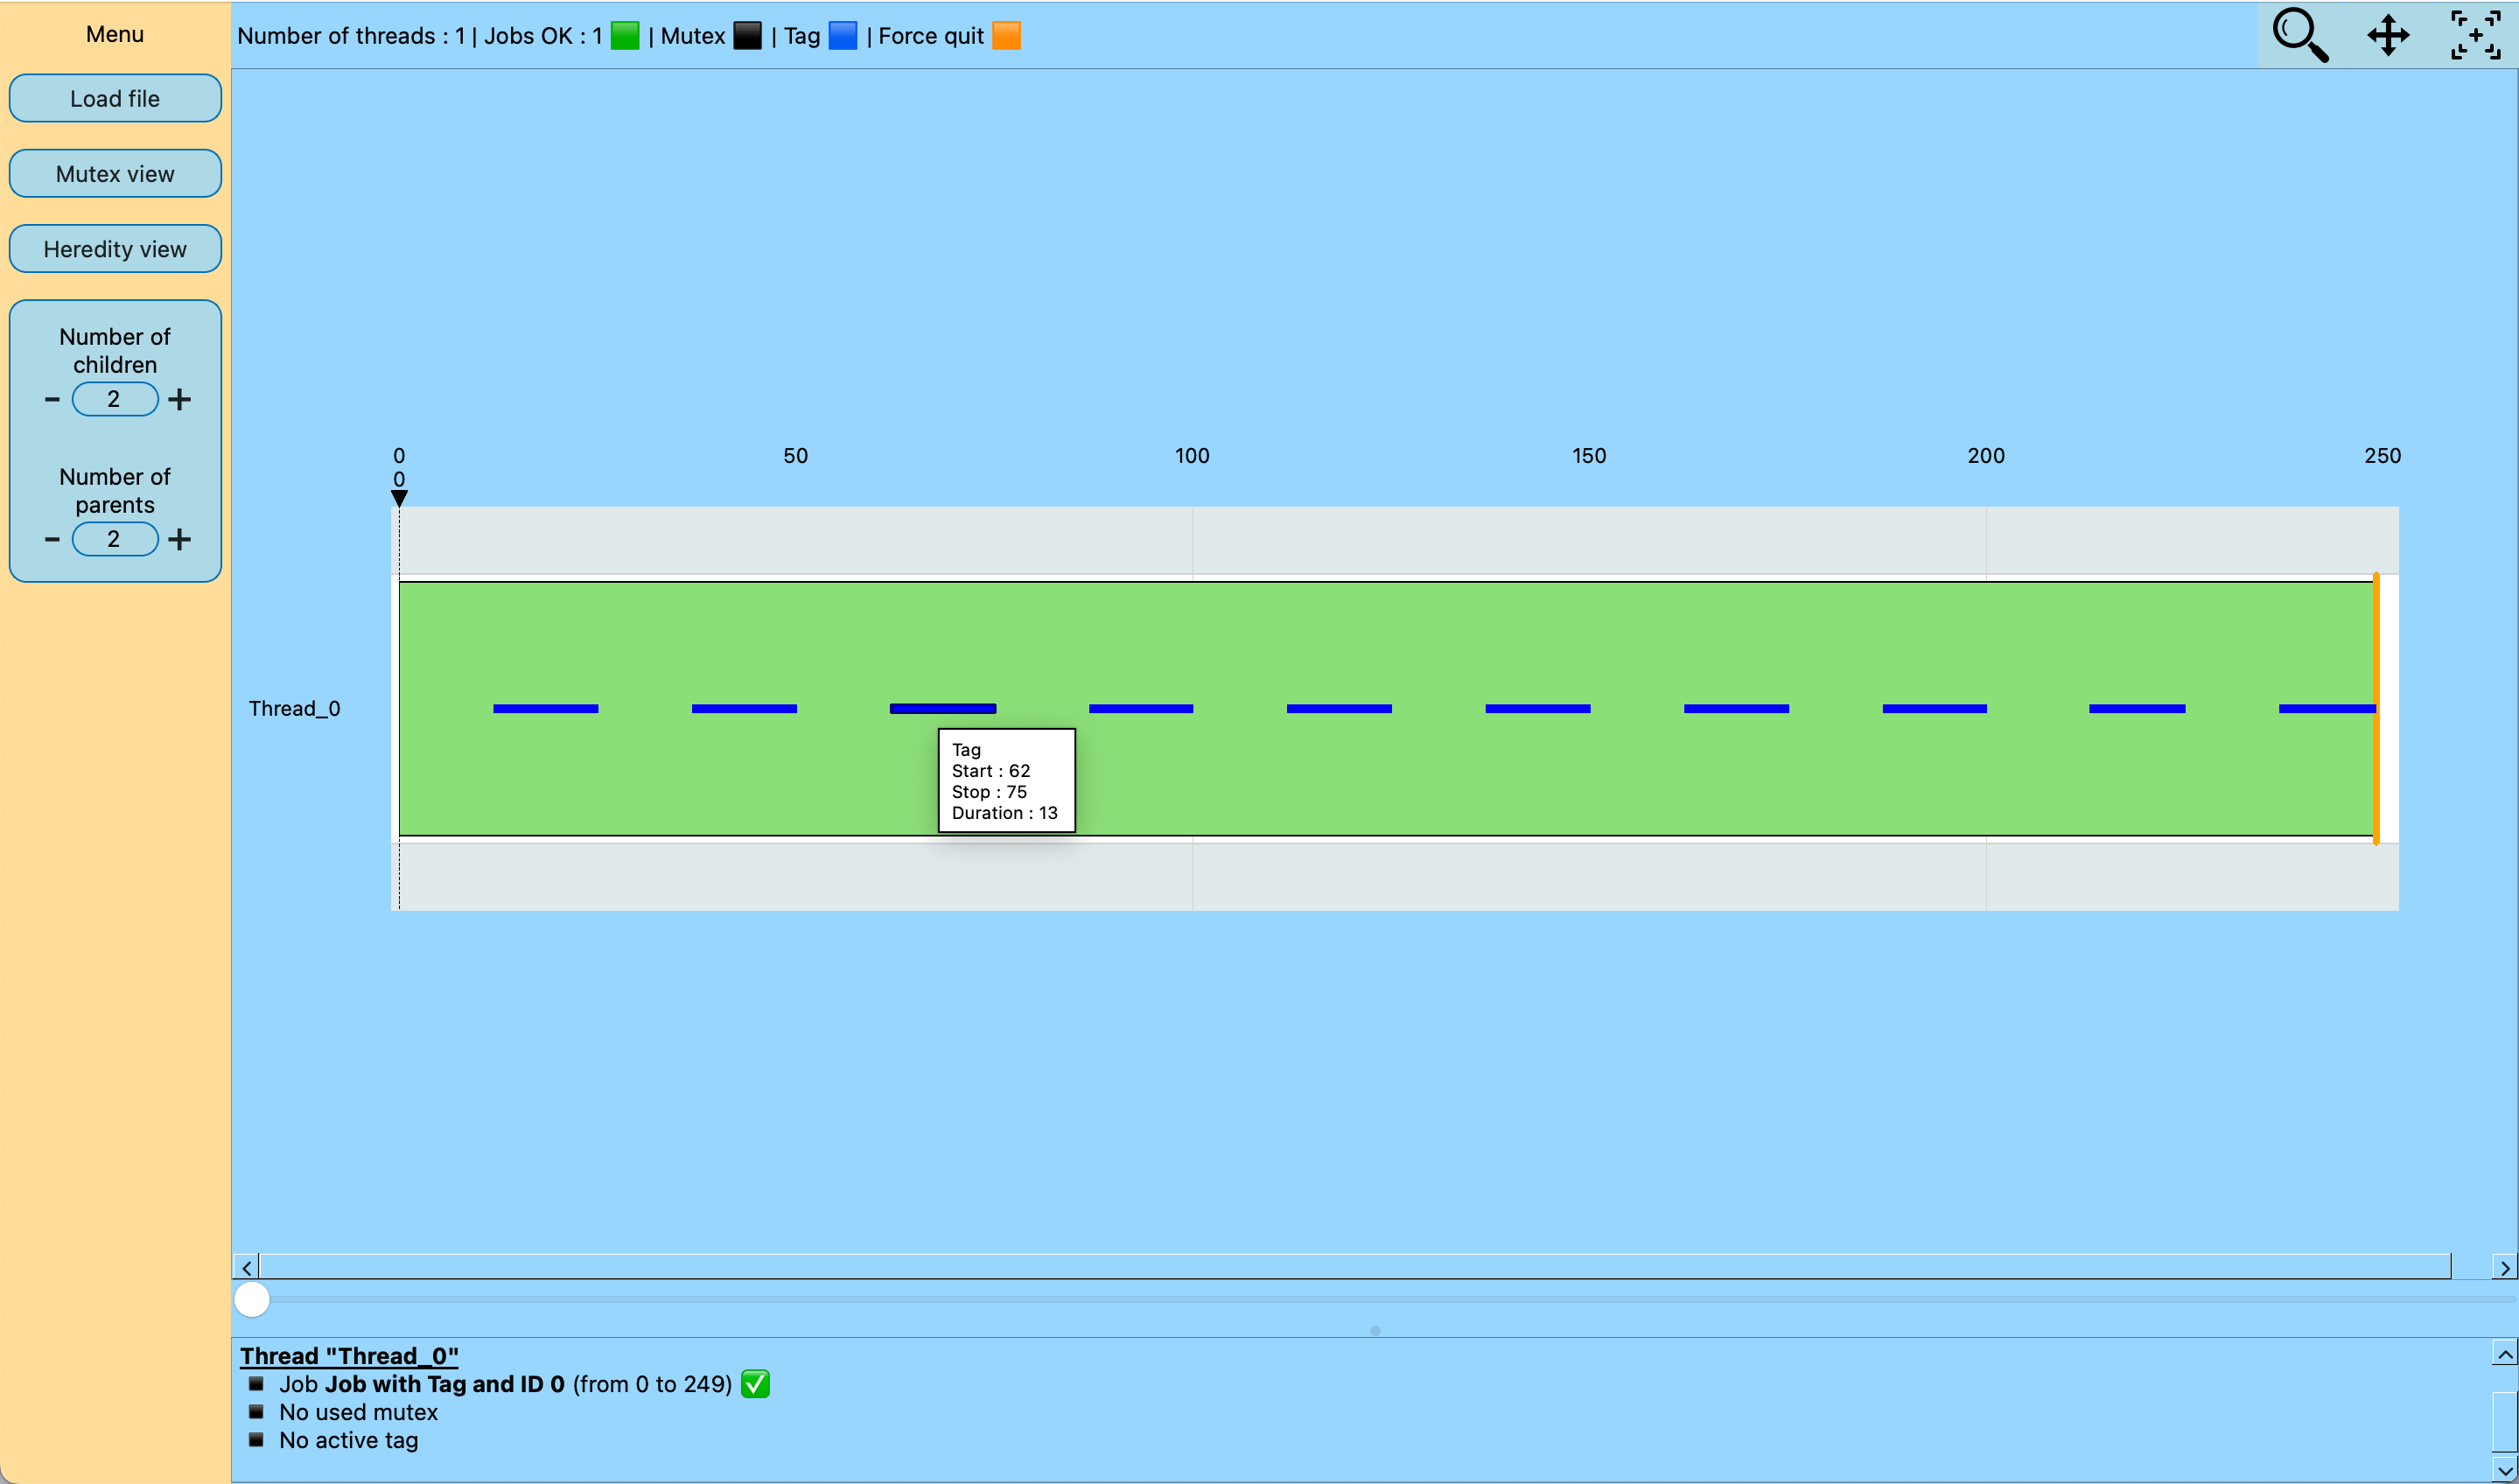 Menu
Load file
Mutex view
Heredity view
Number of
children
- 2 +
Number of
parents
- 2 +
Number of threads : 1 | Jobs OK : 1 | Mutex | Tag | Force quit
0 50 100 150 200 250
0
Thread_0
Tag
Start : 62
Stop : 75
Duration : 13
Thread "Thread_0"
Job Job with Tag and ID 0 (from 0 to 249)
No used mutex
No active tag